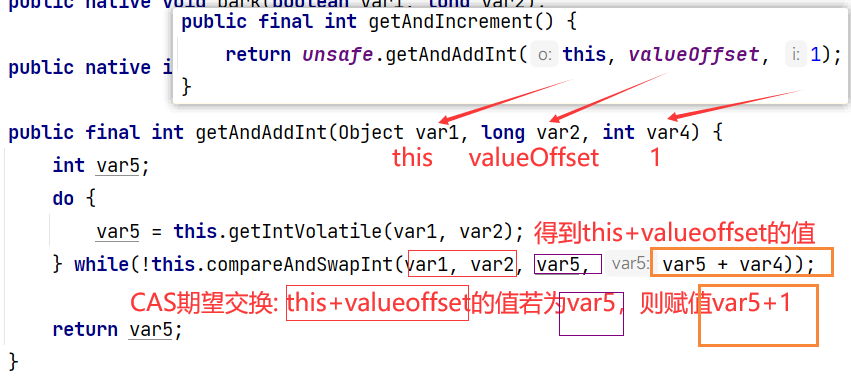 public native void park(boolean var1, long var2);
public final int getAndIncrement() {
return unsafe.getAndAddInt( o: this, valueOffset, i: 1);
}
public native i
public final int getAndAddInt(Object var1, long var2, int var4) {
this valueOffset 1
int var5;
do {
var5 = this.getIntVolatile(var1, var2); 得到this+valueoffset的值
} while(!this.compareAndSwapInt(var1, var2, var5, var5: var5 + var4));
CAS期望交换: this+valueoffset的值若为var5，则赋值var5+1
return var5;
}